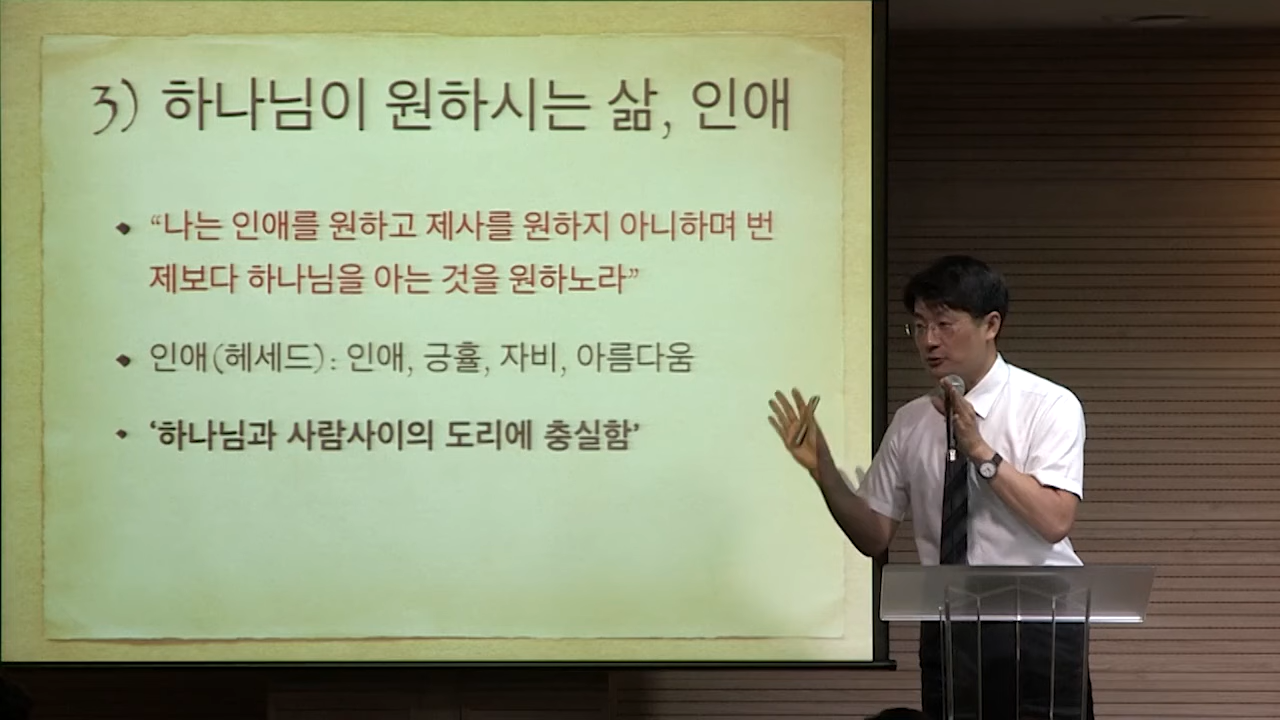 3) 하나님이 원하시는 삶, 인애
• “나는 인애를 원하고 제사를 원하지 아니하며 번
제보다 하나님을 아는 것을 원하노라”
• 인애(헤세드) : 인애, 긍휼, 자비, 아름다움
• ‘하나님과 사람사이의 도리에 충실함’